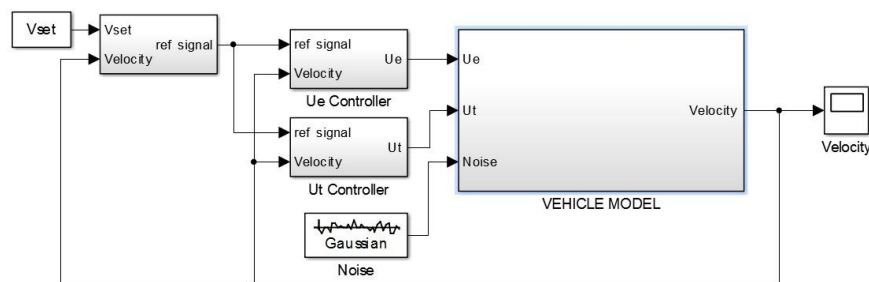 Vset
Vset
Velocity
ref signal
ref signal
Velocity
Ue
Ue Controller
ref signal
Velocity
Ut
Ut Controller
Gaussian
Noise
Ue
Ut
Noise
Velocity
VEHICLE MODEL
Velocity